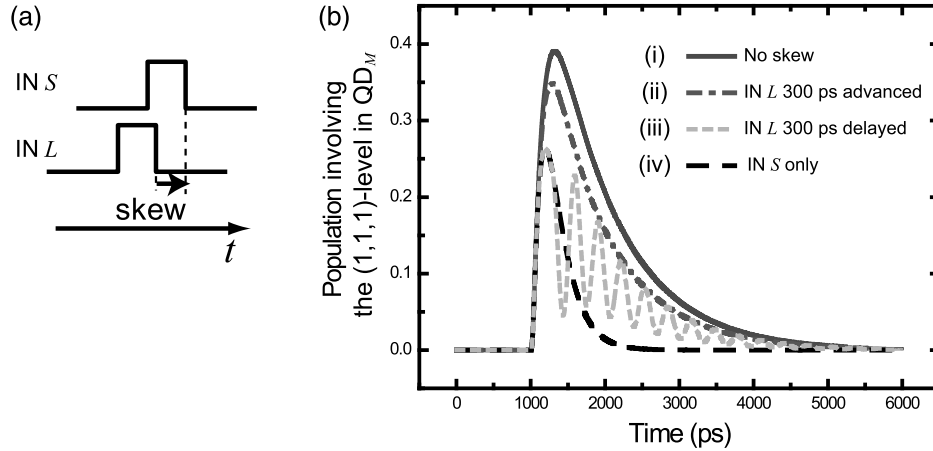 (a)
IN S
IN L
skew
t
(b)
Population involving
the (1,1,1)-level in QD_M
0.4
0.3
0.2
0.1
0.0
(i) No skew
(ii) IN L 300 ps advanced
(iii) IN L 300 ps delayed
(iv) IN S only
0 1000 2000 3000 4000 5000 6000
Time (ps)